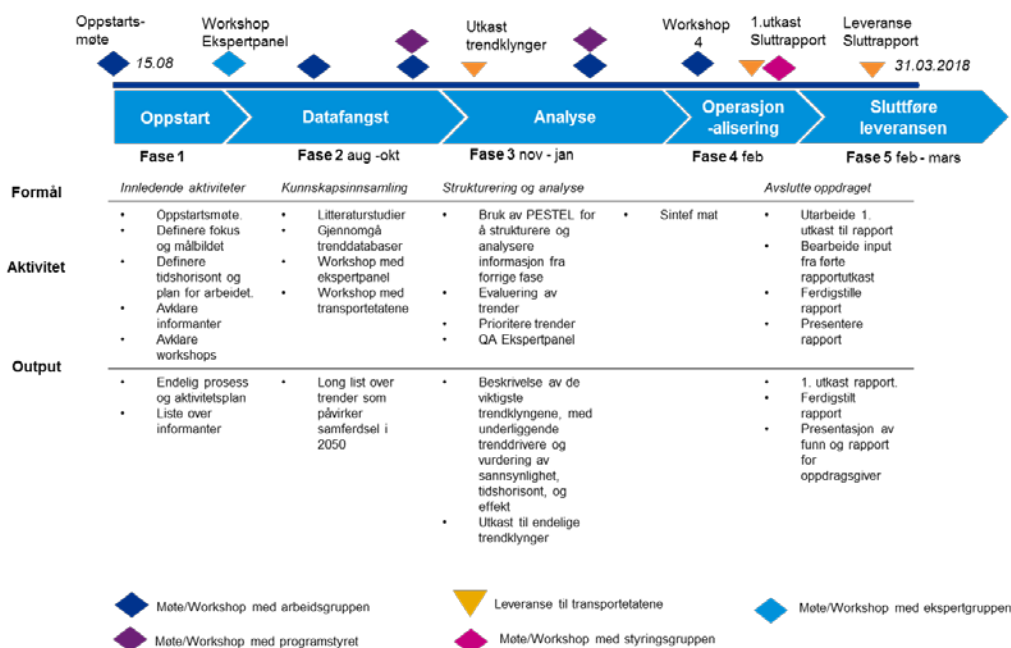 Oppstarts-
møte
15.08
Workshop
Ekspertpanel
Utkast
trendklynger
Workshop
4
1.utkast
Sluttrapport
Leveranse
Sluttrapport
31.03.2018
Oppstart
Datafangst
Analyse
Operasjon
-alisering
Sluttføre
leveransen
Fase 1
Fase 2 aug -okt
Fase 3 nov - jan
Fase 4 feb
Fase 5 feb - mars
Formål
Innledende aktiviteter
Kunnskapsinnsamling
Strukturering og analyse
Avslutte oppdraget
Aktivitet
• Oppstartsmøte.
• Definere fokus
og målbildet
• Definere
tidshorisont og
plan for arbeidet.
• Avklare
informanter
• Avklare
workshops
• Litteraturstudier
• Gjennomgå
trenddatabaser
• Workshop med
ekspertpanel
• Workshop med
transportetatene
• Bruk av PESTEL for
å strukturere og
analysere
informasjon fra
forrige fase
• Evaluering av
trender
• Prioritere trender
• QA Ekspertpanel
• Sintef mat
• Utarbeide 1.
utkast til rapport
• Bearbeide input
fra førte
rapportutkast
• Ferdigstille
rapport
• Presentere
rapport
Output
• Endelig prosess
og aktivitetsplan
• Liste over
informanter
• Long list over
trender som
påvirker
samferdsel i
2050
• Beskrivelse av de
viktigste
trendklyngene, med
underliggende
trenddrivere og
vurdering av
sannsynlighet,
tidshorisont, og
effekt
• Utkast til endelige
trendklynger
• 1. utkast rapport.
• Ferdigstilt
rapport
• Presentasjon av
funn og rapport
for
oppdragsgiver
Møte/Workshop med arbeidsgruppen
Leveranse til transportetatene
Møte/Workshop med ekspertgruppen
Møte/Workshop med programstyret
Møte/Workshop med styringsgruppen